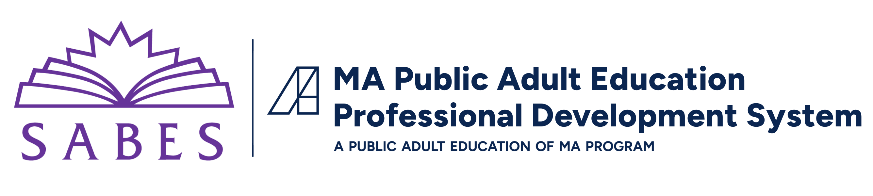 SABES
MA Public Adult Education
Professional Development System
A PUBLIC ADULT EDUCATION OF MA PROGRAM